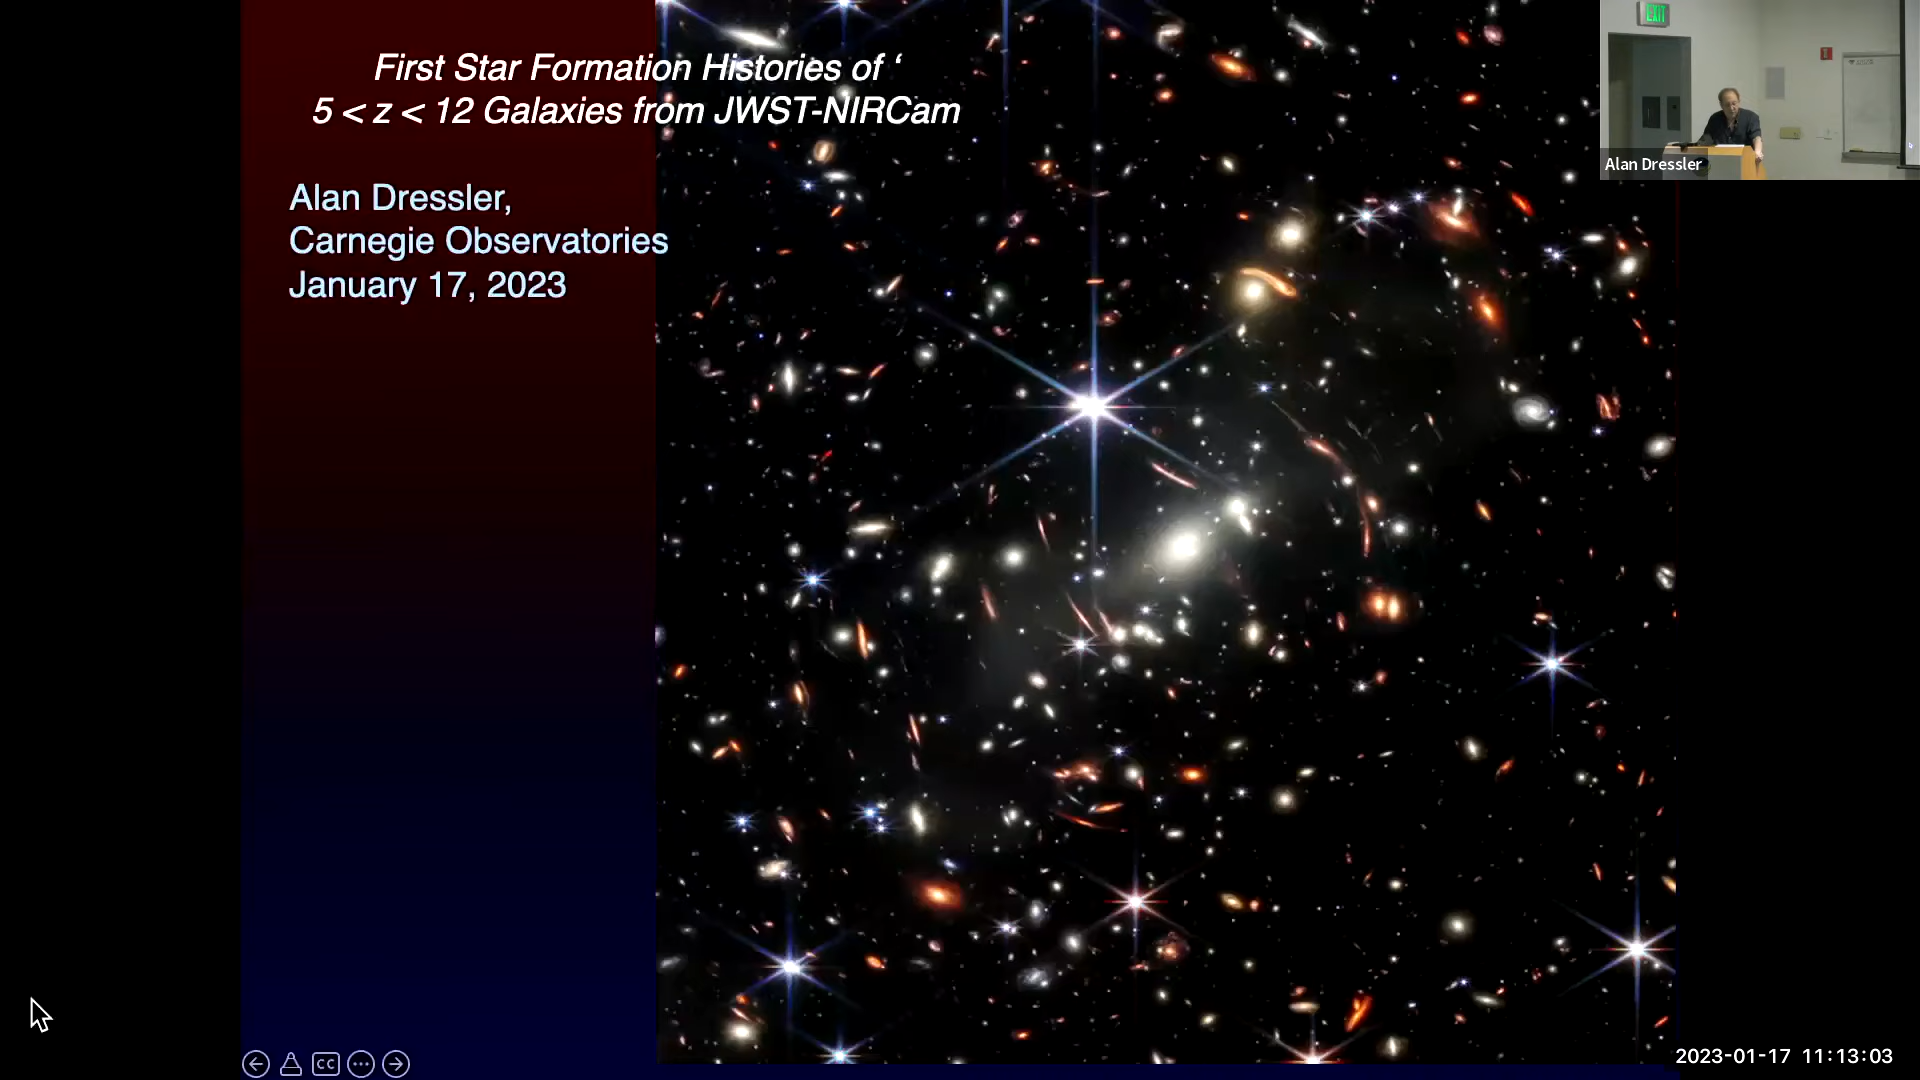 First Star Formation Histories of ‘
5 < z < 12 Galaxies from JWST-NIRCam
Alan Dressler,
Carnegie Observatories
January 17, 2023
EXIT
Alan Dressler
CC
2023-01-17 11:13:03